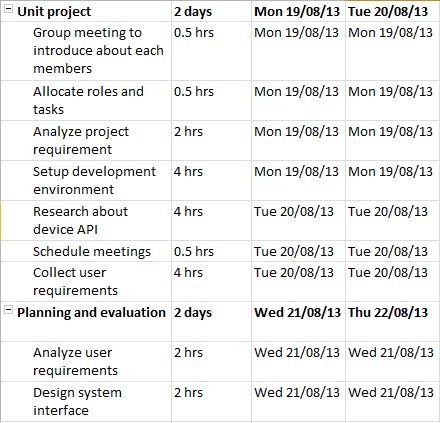 Unit project 2 days Mon 19/08/13 Tue 20/08/13
Group meeting to 0.5 hrs Mon 19/08/13 Mon 19/08/13
introduce about each
members
Allocate roles and 0.5 hrs Mon 19/08/13 Mon 19/08/13
tasks
Analyze project 2 hrs Mon 19/08/13 Mon 19/08/13
requirement
Setup development 4 hrs Mon 19/08/13 Mon 19/08/13
environment
Research about 4 hrs Tue 20/08/13 Tue 20/08/13
device API
Schedule meetings 0.5 hrs Tue 20/08/13 Tue 20/08/13
Collect user 4 hrs Tue 20/08/13 Tue 20/08/13
requirements
Planning and evaluation 2 days Wed 21/08/13 Thu 22/08/13
Analyze user 2 hrs Wed 21/08/13 Wed 21/08/13
requirements
Design system 2 hrs Wed 21/08/13 Wed 21/08/13
interface